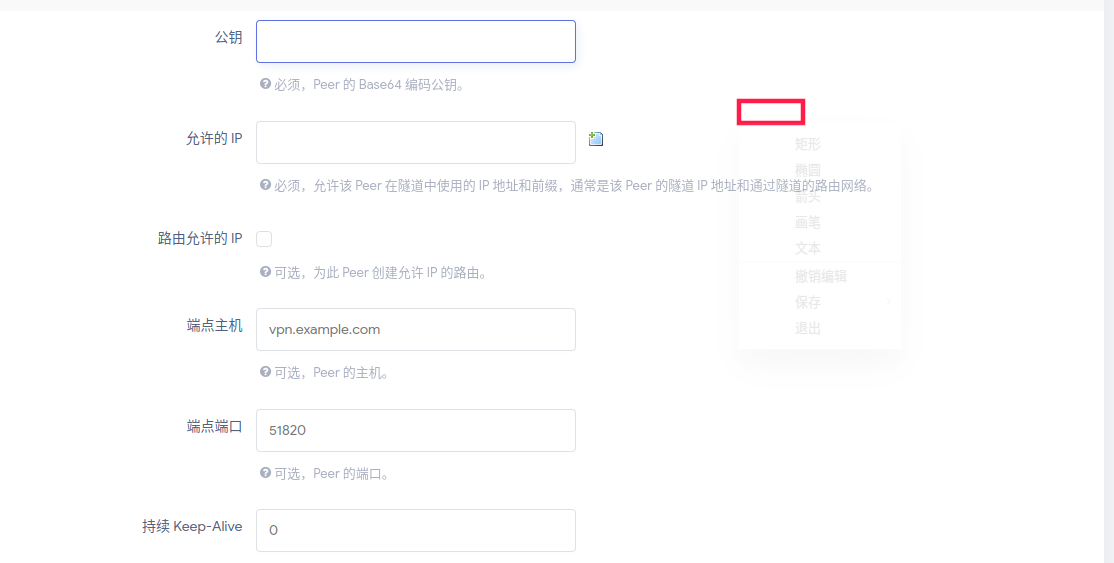 公钥
必须，Peer 的 Base64 编码公钥。
允许的 IP
必须，允许该 Peer 在隧道中使用的 IP 地址和前缀，通常是该 Peer 的隧道 IP 地址和通过隧道的路由网络。
路由允许的 IP
可选，为此 Peer 创建允许 IP 的路由。
端点主机
vpn.example.com
可选，Peer 的主机。
端点端口
51820
可选，Peer 的端口。
持续 Keep-Alive
0
矩形
椭圆
箭头
画笔
文本
撤销编辑
保存
退出